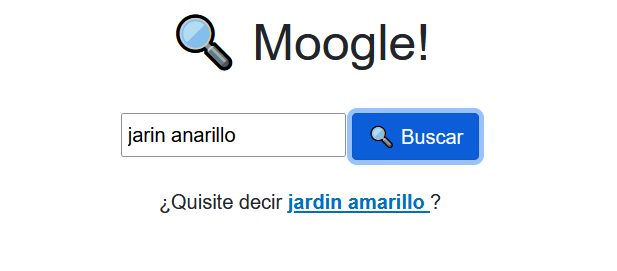 Moogle!
jarin anarillo
Buscar
¿Quisite decir jardin amarillo ?